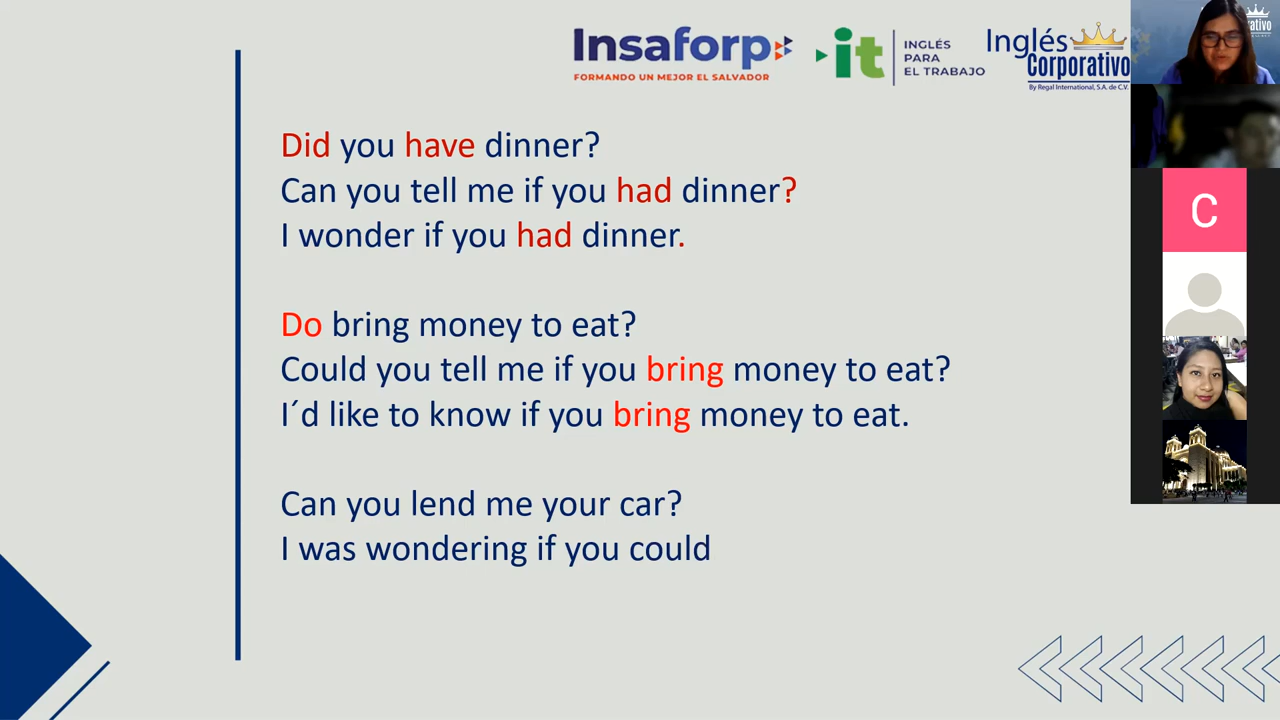 Insaforp
FORMANDO UN MEJOR EL SALVADOR
it
INGLÉS
PARA
EL TRABAJO
Inglés
Corporativo
By Regal International, S.A. de C.V.
Did you have dinner?
Can you tell me if you had dinner?
I wonder if you had dinner.
Do bring money to eat?
Could you tell me if you bring money to eat?
I´d like to know if you bring money to eat.
Can you lend me your car?
I was wondering if you could
C